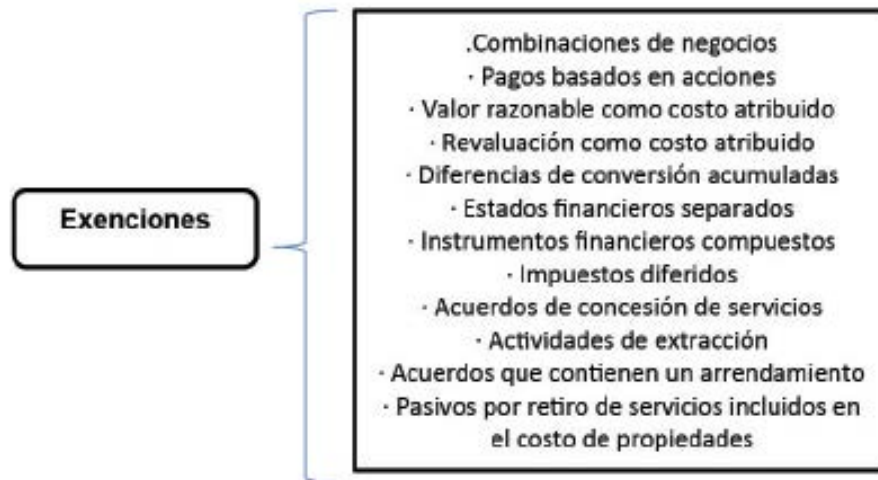 Exenciones
.Combinaciones de negocios
· Pagos basados en acciones
· Valor razonable como costo atribuido
· Revaluación como costo atribuido
· Diferencias de conversión acumuladas
· Estados financieros separados
· Instrumentos financieros compuestos
· Impuestos diferidos
· Acuerdos de concesión de servicios
· Actividades de extracción
· Acuerdos que contienen un arrendamiento
· Pasivos por retiro de servicios incluidos en
el costo de propiedades